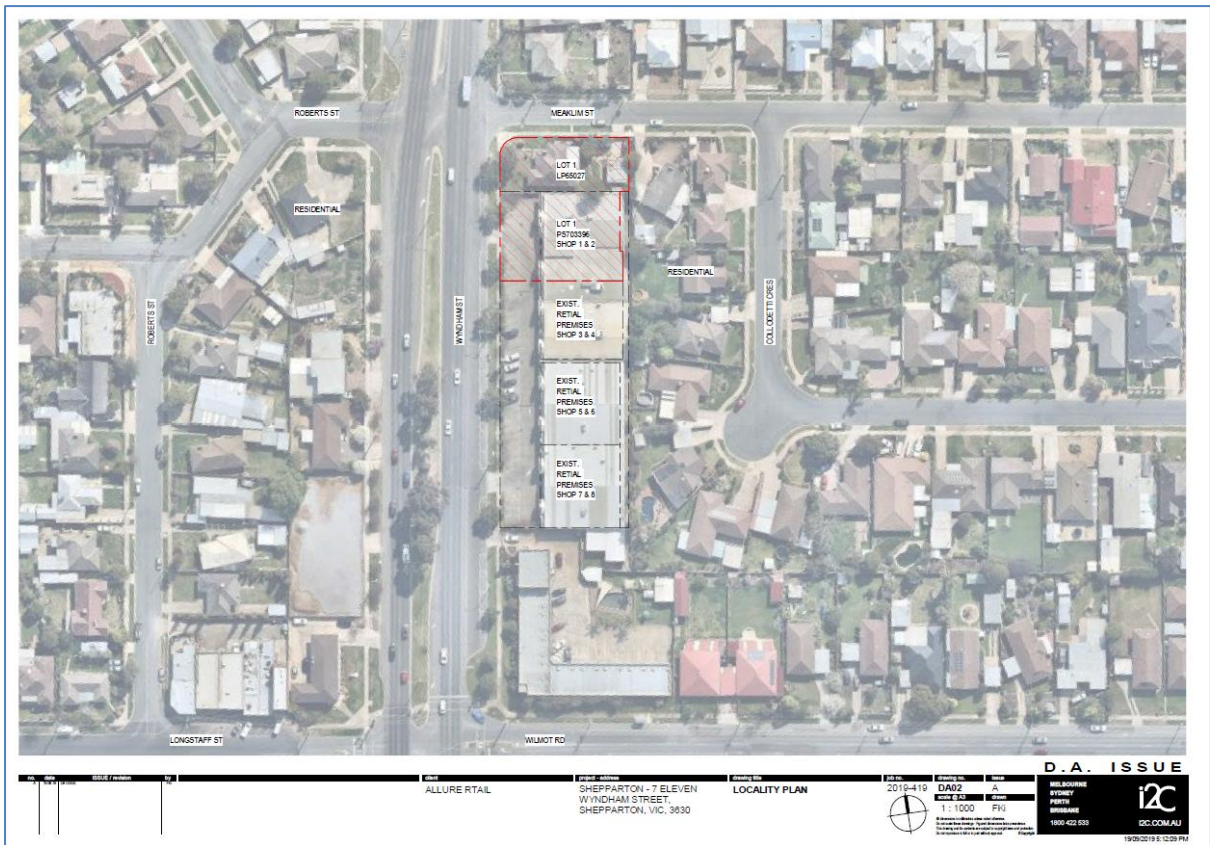 ROBERTS ST
MEAKLIM ST
LOT 1
LP65027
RESIDENTIAL
LOT 1
PS703396
SHOP 1 & 2
RESIDENTIAL
ROBERTS ST
WYNDHAM ST
COLLODETTI CRES
EXIST.
RETIAL
PREMISES
SHOP 3 & 4
EXIST.
RETIAL
PREMISES
SHOP 5 & 6
EXIST.
RETIAL
PREMISES
SHOP 7 & 8
LONGSTAFF ST
WILMOT RD
D.A. ISSUE
no. date ISSUE / revision by
client
ALLURE RTAIL
project - address
SHEPPARTON - 7 ELEVEN
WYNDHAM STREET,
SHEPPARTON, VIC, 3630
drawing title
LOCALITY PLAN
job no.
2019-419
drawing no.
DA02
issue
A
scale @ A3
1 : 1000
drawn
FKi
MELBOURNE
SYDNEY
PERTH
BRISBANE
1800 422 533
i2C
I2C.COM.AU
19/09/2019 5:12:09 PM